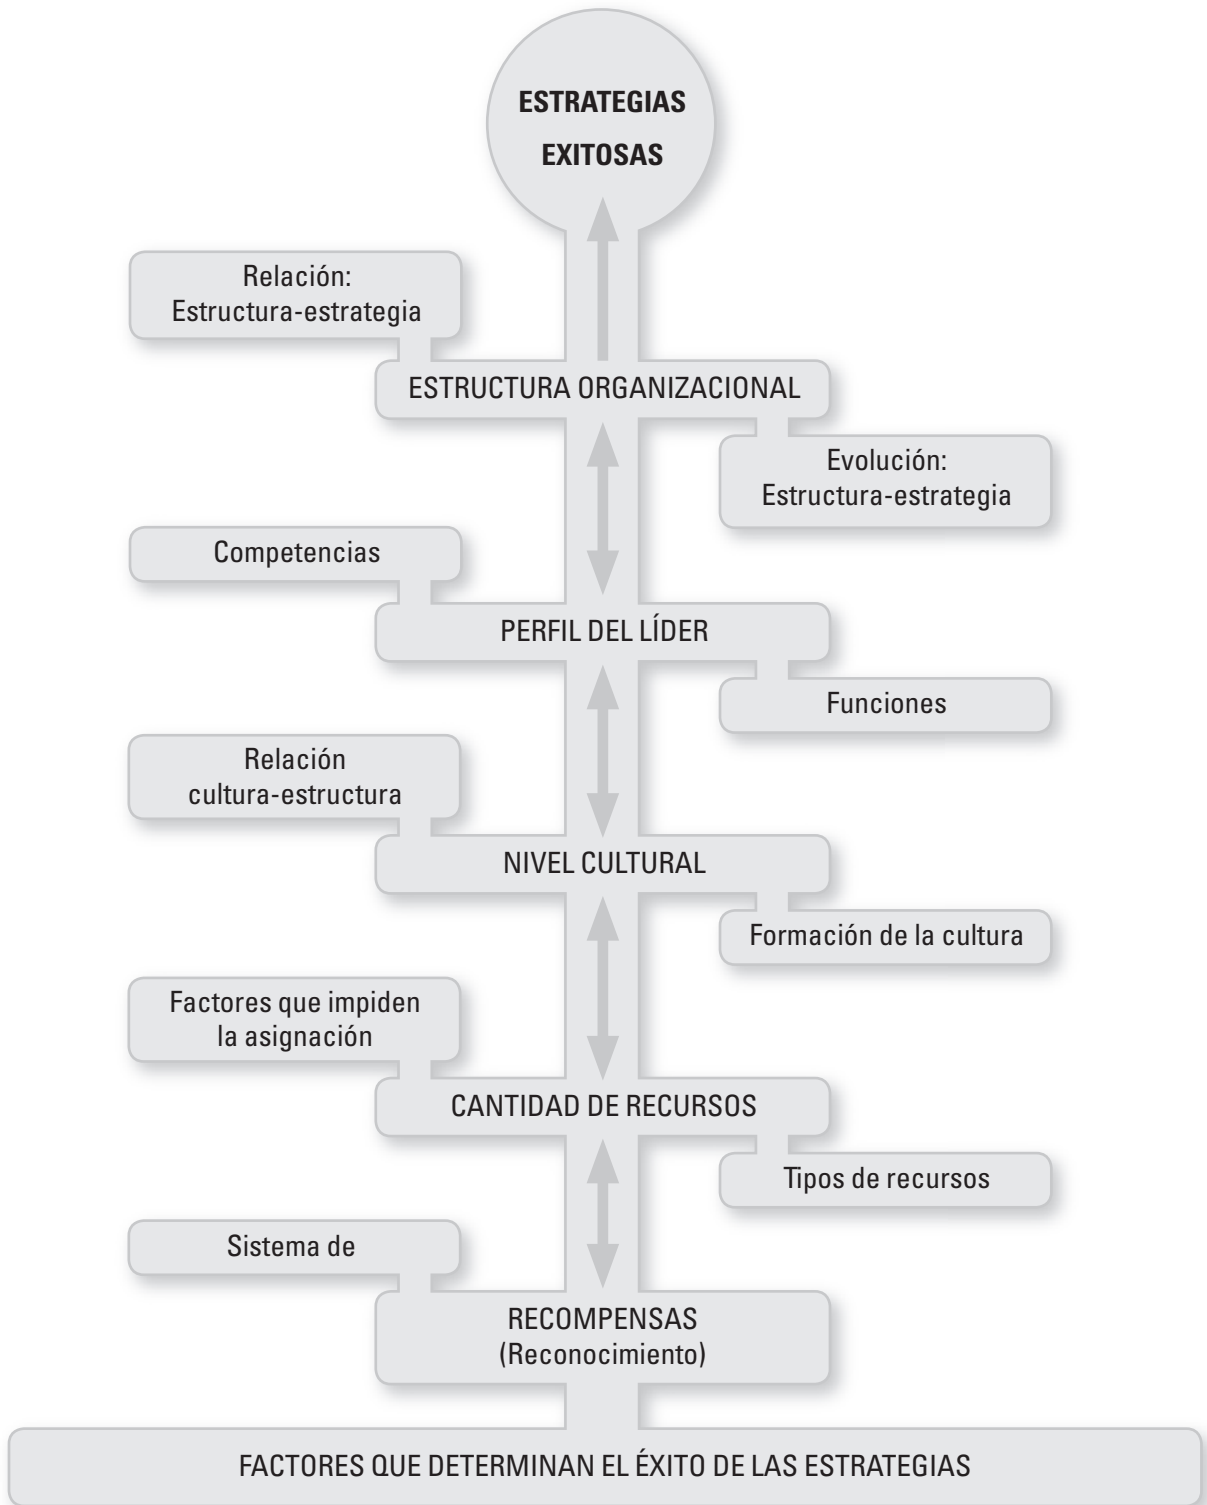 ESTRATEGIAS
EXITOSAS
Relación:
Estructura-estrategia
ESTRUCTURA ORGANIZACIONAL
Evolución:
Estructura-estrategia
Competencias
PERFIL DEL LÍDER
Funciones
Relación
cultura-estructura
NIVEL CULTURAL
Formación de la cultura
Factores que impiden
la asignación
CANTIDAD DE RECURSOS
Tipos de recursos
Sistema de
RECOMPENSAS
(Reconocimiento)
FACTORES QUE DETERMINAN EL ÉXITO DE LAS ESTRATEGIAS